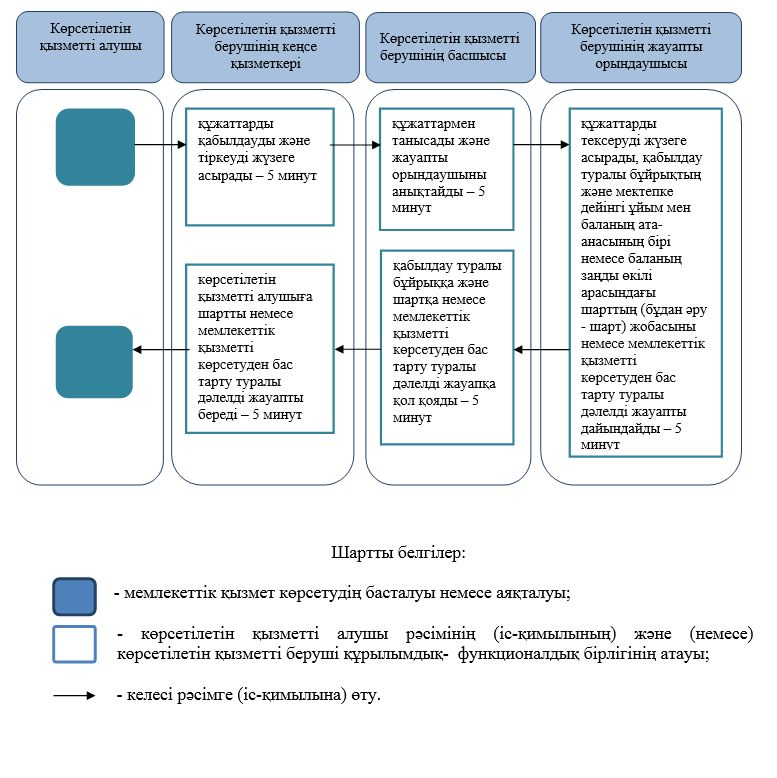 Көрсетілетін
қызметті алушы
Көрсетілетін қызметті
берушінің кеңсе
қызметкері
Көрсетілетін қызметті
берушінің басшысы
Көрсетілетін қызметті
берушінің жауапты
орындаушысы
құжаттарды
қабылдауды және
тіркеуді жүзеге
асырады – 5 минут
құжаттармен
танысады және
жауапты
орындаушыны
анықтайды – 5
минут
құжаттарды
тексеруді жүзеге
асырады, қабылдау
туралы бұйрықтың
және мектепке
дейінгі ұйым мен
баланың ата-
анасының бірі
немесе баланың
заңды өкілі
арасындағы
шарттың (бұдан әру
- шарт) жобасыны
немесе мемлекеттік
қызметті
көрсетуден бас
тарту туралы
дәлелді жауапты
дайындайды – 5
минут
қабылдау туралы
бұйрыққа және
шартқа немесе
мемлекеттік
қызметті
көрсетуден бас
тарту туралы
дәлелді жауапқа
қол қояды – 5
минут
көрсетілетін
қызметті алушыға
шартты немесе
мемлекеттік
қызметті
көрсетуден бас
тарту туралы
дәлелді жауапты
береді – 5 минут
Шартты белгілер:
- мемлекеттік қызмет көрсетудің басталуы немесе аяқталуы;
- көрсетілетін қызметті алушы рәсімінің (іс-қимылының) және (немесе)
көрсетілетін қызметті беруші құрылымдық- функционалдық бірлігінің атауы;
- келесі рәсімге (іс-қимылына) өту.